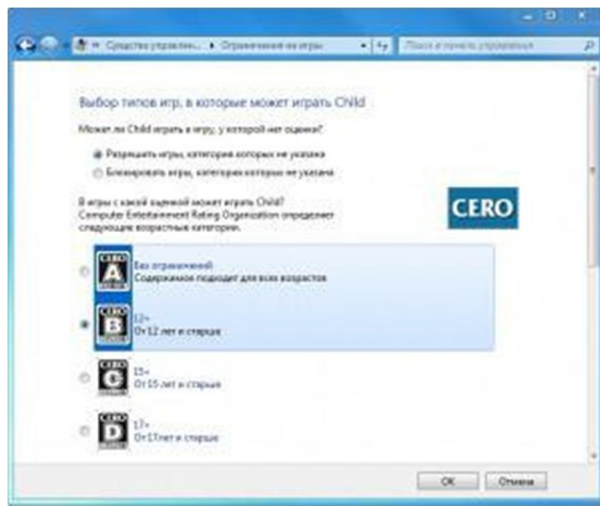 Средства управлен... Ограничения на игры Поиск в панель управления
Выбор типов игр, в которые может играть Child
Может ли Child играть в игру, у которой нет оценки?
Разрешить игры, категория которых не указана
Блокировать игры, категория которых не указана
В игры с какой оценкой может играть Child?
Computer Entertainment Rating Organization определяет
следующие возрастные категории.
CERO
CERO
A
Без ограничений
Содержимое подходит для всех возрастов
CERO
B
12+
От 12 лет и старше
CERO
C
15+
От 15 лет и старше
CERO
D
17+
От 17лет и старше
ОК Отмена